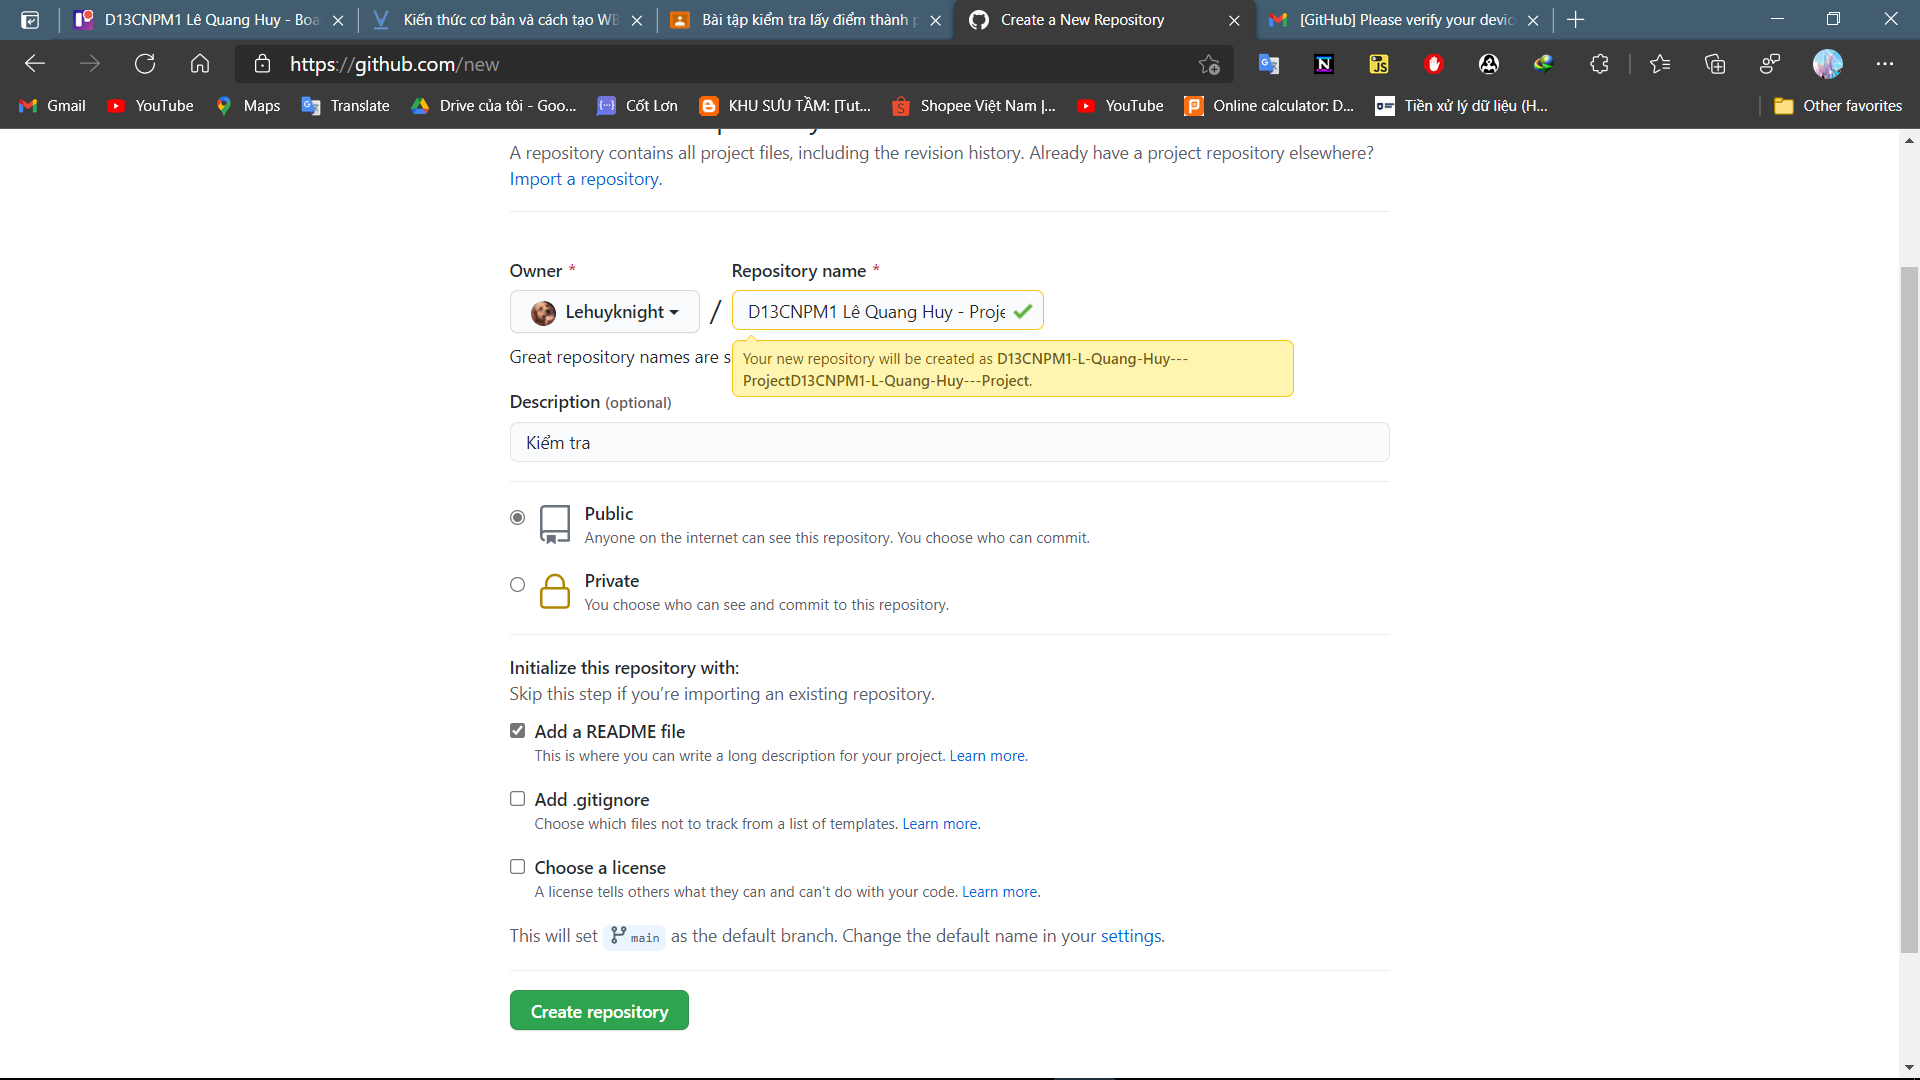 D13CNPM1 Lê Quang Huy - Boa
Kiến thức cơ bản và cách tạo WB
Bài tập kiểm tra lấy điểm thành p
Create a New Repository
[GitHub] Please verify your devic
https://github.com/new
Gmail
YouTube
Maps
Translate
Drive của tôi - Goo...
Cốt Lơn
KHU SƯU TẦM: [Tut...
Shopee Việt Nam |...
YouTube
Online calculator: D...
Tiền xử lý dữ liệu (H...
Other favorites
A repository contains all project files, including the revision history. Already have a project repository elsewhere?
Import a repository.
Owner *
Repository name *
Lehuyknight
/
D13CNPM1 Lê Quang Huy - Proje
Great repository names are s
Your new repository will be created as D13CNPM1-L-Quang-Huy---
ProjectD13CNPM1-L-Quang-Huy---Project.
Description (optional)
Kiểm tra
Public
Anyone on the internet can see this repository. You choose who can commit.
Private
You choose who can see and commit to this repository.
Initialize this repository with:
Skip this step if you're importing an existing repository.
Add a README file
This is where you can write a long description for your project. Learn more.
Add .gitignore
Choose which files not to track from a list of templates. Learn more.
Choose a license
A license tells others what they can and can't do with your code. Learn more.
This will set main as the default branch. Change the default name in your settings.
Create repository